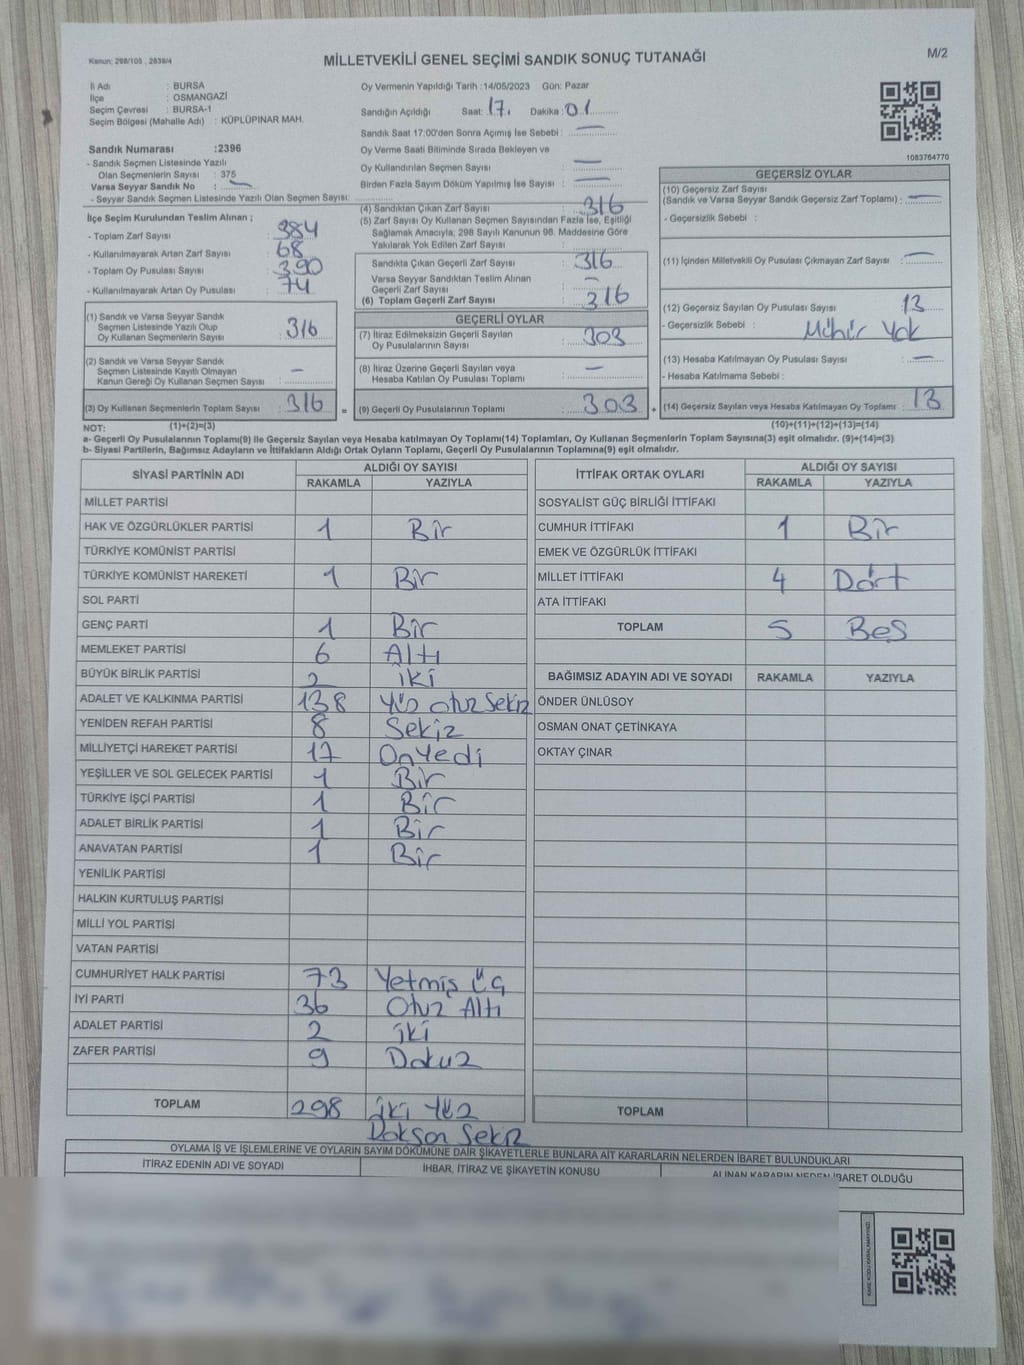 Kanun: 298/105 , 2839/4
MİLLETVEKİLİ GENEL SEÇİMİ SANDIK SONUÇ TUTANAĞI
M/2
İl Adı : BURSA
İlçe : OSMANGAZİ
Seçim Çevresi : BURSA-1
Seçim Bölgesi (Mahalle Adı) : KÜPLÜPINAR MAH.
Sandık Numarası :2396
- Sandık Seçmen Listesinde Yazılı
Olan Seçmenlerin Sayısı : 375
Varsa Seyyar Sandık No : —
- Seyyar Sandık Seçmen Listesinde Yazılı Olan Seçmen Sayısı:
İlçe Seçim Kurulundan Teslim Alınan ;
- Toplam Zarf Sayısı : 384
- Kullanılmayarak Artan Zarf Sayısı : 68
- Toplam Oy Pusulası Sayısı : 390
- Kullanılmayarak Artan Oy Pusulası : 74
Oy Vermenin Yapıldığı Tarih :14/05/2023 Gün: Pazar
Sandığın Açıldığı Saat: 17. Dakika : 01
Sandık Saat 17:00'den Sonra Açımış İse Sebebi : —
Oy Verme Saati Bitiminde Sırada Bekleyen ve
Oy Kullandırılan Seçmen Sayısı : —
Birden Fazla Sayım Döküm Yapılmış İse Sayısı : —
1083764770
(1) Sandık ve Varsa Seyyar Sandık
Seçmen Listesinde Yazılı Olup
Oy Kullanan Seçmenlerin Sayısı : 316
(2) Sandık ve Varsa Seyyar Sandık
Seçmen Listesinde Kayıtlı Olmayan
Kanun Gereği Oy Kullanan Seçmen Sayısı : —
(3) Oy Kullanan Seçmenlerin Toplam Sayısı : 316 =
(1)+(2)=(3)
(4) Sandıktan Çıkan Zarf Sayısı : 316
(5) Zarf Sayısı Oy Kullanan Seçmen Sayısından Fazla İse, Eşitliği
Sağlamak Amacıyla; 298 Sayılı Kanunun 98. Maddesine Göre
Yakılarak Yok Edilen Zarf Sayısı :
Sandıkta Çıkan Geçerli Zarf Sayısı : 316
Varsa Seyyar Sandıktan Teslim Alınan
Geçerli Zarf Sayısı : —
(6) Toplam Geçerli Zarf Sayısı : 316
GEÇERLİ OYLAR
(7) İtiraz Edilmeksizin Geçerli Sayılan
Oy Pusulalarının Sayısı : 303
(8) İtiraz Üzerine Geçerli Sayılan veya
Hesaba Katılan Oy Pusulası Toplamı : —
(9) Geçerli Oy Pusulalarının Toplamı : 303 +
GEÇERSİZ OYLAR
(10) Geçersiz Zarf Sayısı
(Sandık ve Varsa Seyyar Sandık Geçersiz Zarf Toplamı) : —
- Geçersizlik Sebebi :
(11) İçinden Milletvekili Oy Pusulası Çıkmayan Zarf Sayısı : —
(12) Geçersiz Sayılan Oy Pusulası Sayısı : 13
- Geçersizlik Sebebi : Mühür Yok
(13) Hesaba Katılmayan Oy Pusulası Sayısı : —
- Hesaba Katılmama Sebebi :
(14) Geçersiz Sayılan veya Hesaba Katılmayan Oy Toplamı : 13
(10)+(11)+(12)+(13)=(14)
NOT:
a- Geçerli Oy Pusulalarının Toplamı(9) ile Geçersiz Sayılan veya Hesaba katılmayan Oy Toplamı(14) Toplamları, Oy Kullanan Seçmenlerin Toplam Sayısına(3) eşit olmalıdır. (9)+(14)=(3)
b- Siyasi Partilerin, Bağımsız Adayların ve İttifakların Aldığı Ortak Oyların Toplamı, Geçerli Oy Pusulalarının Toplamına(9) eşit olmalıdır.
SİYASİ PARTİNİN ADI ALDIĞI OY SAYISI
RAKAMLA YAZIYLA
MİLLET PARTİSİ
HAK VE ÖZGÜRLÜKLER PARTİSİ 1 Bir
TÜRKİYE KOMÜNİST PARTİSİ
TÜRKİYE KOMÜNİST HAREKETİ 1 Bir
SOL PARTİ
GENÇ PARTİ 1 Bir
MEMLEKET PARTİSİ 6 Altı
BÜYÜK BİRLİK PARTİSİ 2 iki
ADALET VE KALKINMA PARTİSİ 138 Yüz otuz Sekiz
YENİDEN REFAH PARTİSİ 8 Sekiz
MİLLİYETÇİ HAREKET PARTİSİ 17 Onyedi
YEŞİLLER VE SOL GELECEK PARTİSİ 1 Bir
TÜRKİYE İŞÇİ PARTİSİ 1 Bir
ADALET BİRLİK PARTİSİ 1 Bir
ANAVATAN PARTİSİ 1 Bir
YENİLİK PARTİSİ
HALKIN KURTULUŞ PARTİSİ
MİLLİ YOL PARTİSİ
VATAN PARTİSİ
CUMHURİYET HALK PARTİSİ 73 Yetmiş Üç
İYİ PARTİ 36 Otuz Altı
ADALET PARTİSİ 2 iki
ZAFER PARTİSİ 9 Dokuz
TOPLAM 298 iki Yüz
Dokson Sekiz
İTTİFAK ORTAK OYLARI ALDIĞI OY SAYISI
RAKAMLA YAZIYLA
SOSYALİST GÜÇ BİRLİĞİ İTTİFAKI
CUMHUR İTTİFAKI 1 Bir
EMEK VE ÖZGÜRLÜK İTTİFAKI
MİLLET İTTİFAKI 4 Dört
ATA İTTİFAKI
TOPLAM 5 Beş
BAĞIMSIZ ADAYIN ADI VE SOYADI RAKAMLA YAZIYLA
ÖNDER ÜNLÜSOY
OSMAN ONAT ÇETİNKAYA
OKTAY ÇINAR
TOPLAM
OYLAMA İŞ VE İŞLEMLERİNE VE OYLARIN SAYIM DÖKÜMÜNE DAİR ŞİKAYETLERLE BUNLARA AİT KARARLARIN NELERDEN İBARET BULUNDUKLARI
İTİRAZ EDENİN ADI VE SOYADI İHBAR, İTİRAZ VE ŞİKAYETİN KONUSU ALINAN KARARIN NEDEN İBARET OLDUĞU